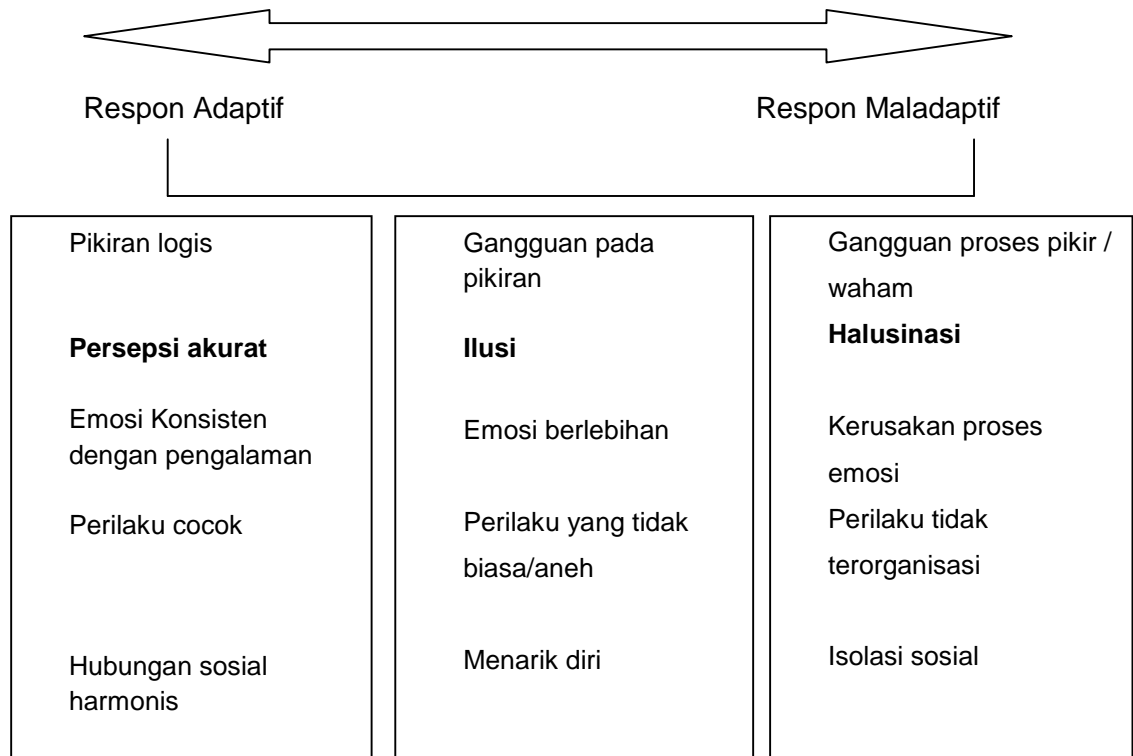 Respon Adaptif
Respon Maladaptif
Pikiran logis
Persepsi akurat
Emosi Konsisten
dengan pengalaman
Perilaku cocok
Hubungan sosial
harmonis
Gangguan pada
pikiran
Ilusi
Emosi berlebihan
Perilaku yang tidak
biasa/aneh
Menarik diri
Gangguan proses pikir /
waham
Halusinasi
Kerusakan proses
emosi
Perilaku tidak
terorganisasi
Isolasi sosial